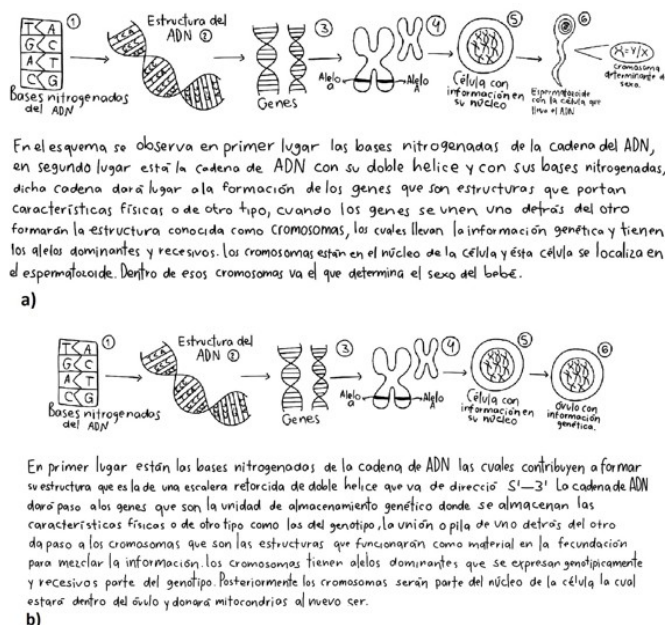 T A
G C
A T
C G
①
Bases nitrogenadas
del ADN
Estructura del
ADN ②
③
Genes
④
Alelo
a
Alelo
A
⑤
Célula con
información en
su núcleo
⑥
Espermatozoide
con la célula que
lleva el ADN
X=Y/X
cromosoma
determinante de
sexo.
En el esquema se observa en primer lugar las bases nitrogenadas de la cadena del ADN,
en segundo lugar está la cadena de ADN con su doble helice y con sus bases nitrogenadas,
dicha cadena dará lugar a la formación de los genes que son estructuras que portan
características físicas o de otro tipo, cuando los genes se unen uno detrás del otro
formarán la estructura conocida como cromosomas, los cuales llevan la información genética y tienen
los alelos dominantes y recesivos. los cromosomas están en el núcleo de la célula y ésta célula se localiza en
el espermatozoide. Dentro de esos cromosomas va el que determina el sexo del bebé.
a)
T A
G C
A T
C G
①
Bases nitrogenadas
del ADN
Estructura del
ADN ②
③
Genes
④
Alelo
a
Alelo
A
⑤
Célula con
información en
su núcleo
⑥
Óvulo con
información
genética.
En primer lugar están las bases nitrogenadas de la cadena de ADN las cuales contribuyen a formar
su estructura que es la de una escalera retorcida de doble helice que va de direcció 5'—3' La cadena de ADN
dará paso a los genes que son la unidad de almacenamiento genético donde se almacenan las
características físicas o de otro tipo como los del genotipo, la unión o pila de uno detrás del otro
da paso a los cromosomas que son las estructuras que funcionarán como material en la fecundación
para mezclar la información. los cromosomas tienen alelos dominantes que se expresan genotipicamente
y recesivos parte del genotipo. Posteriormente los cromosomas serán parte del núcleo de la célula la cual
estará dentro del óvulo y donará mitocondrias al nuevo ser.
b)